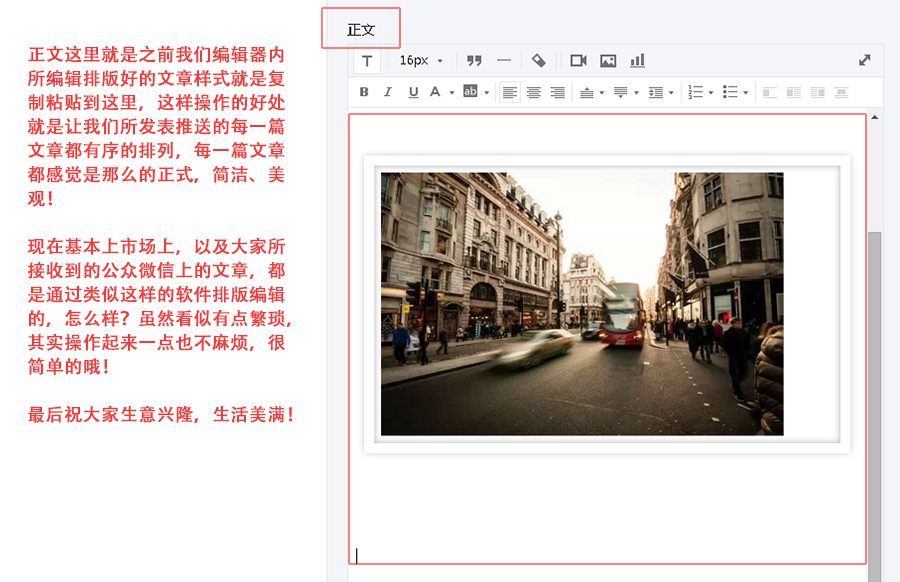 正文
正文这里就是之前我们编辑器内
所编辑排版好的文章样式就是复
制粘贴到这里，这样操作的好处
就是让我们所发表推送的每一篇
文章都有序的排列，每一篇文章
都感觉是那么的正式，简洁、美
观！
现在基本上市场上，以及大家所
接收到的公众微信上的文章，都
是通过类似这样的软件排版编辑
的，怎么样？虽然看似有点繁琐，
其实操作起来一点也不麻烦，很
简单的哦！
最后祝大家生意兴隆，生活美满！
T 16px
B I U A ab